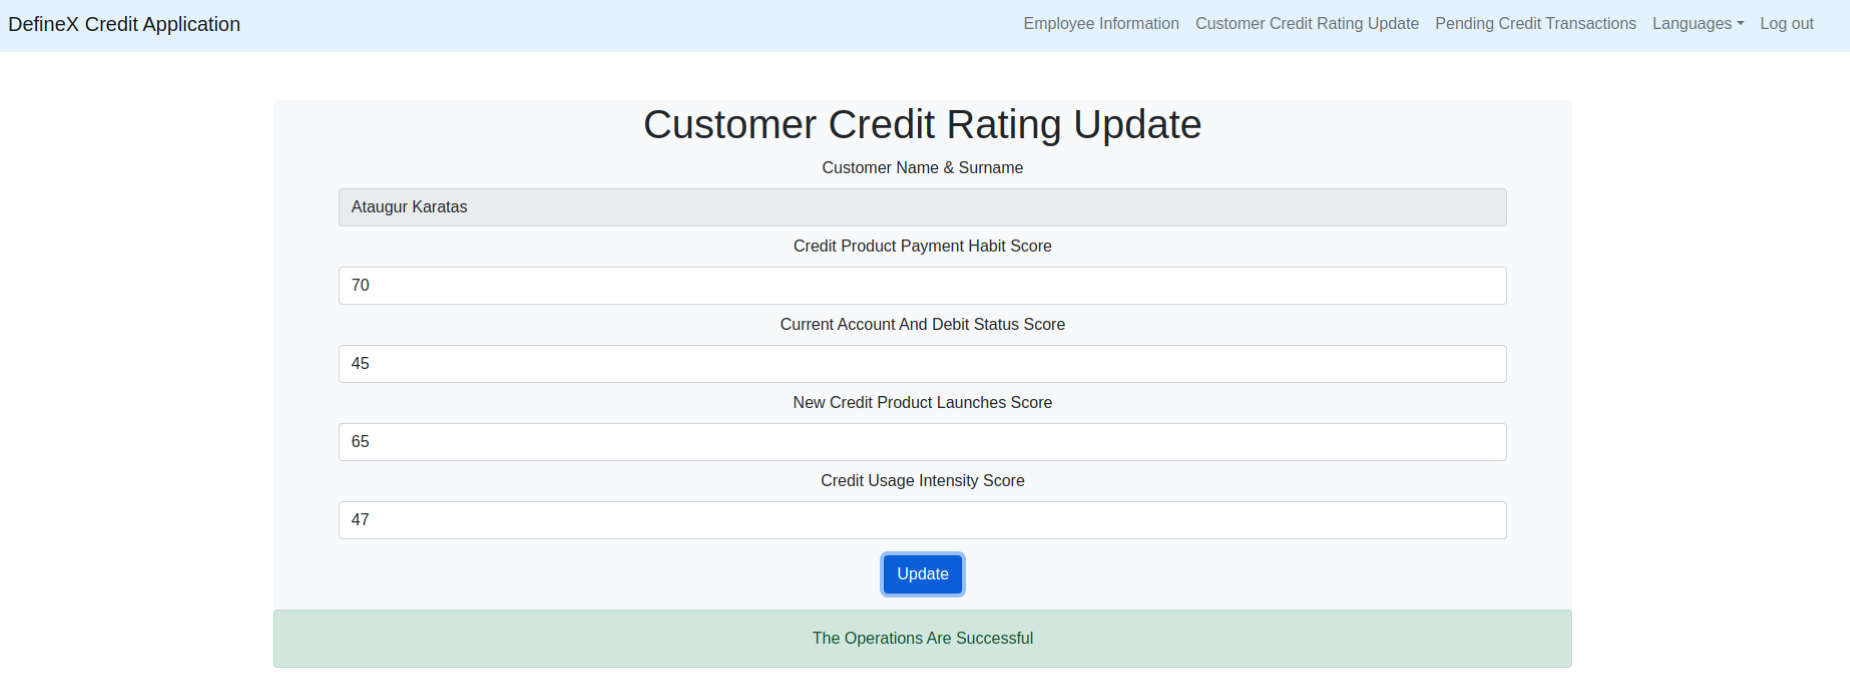 DefineX Credit Application
Employee Information Customer Credit Rating Update Pending Credit Transactions Languages Log out
Customer Credit Rating Update
Customer Name & Surname
Ataugur Karatas
Credit Product Payment Habit Score
70
Current Account And Debit Status Score
45
New Credit Product Launches Score
65
Credit Usage Intensity Score
47
Update
The Operations Are Successful